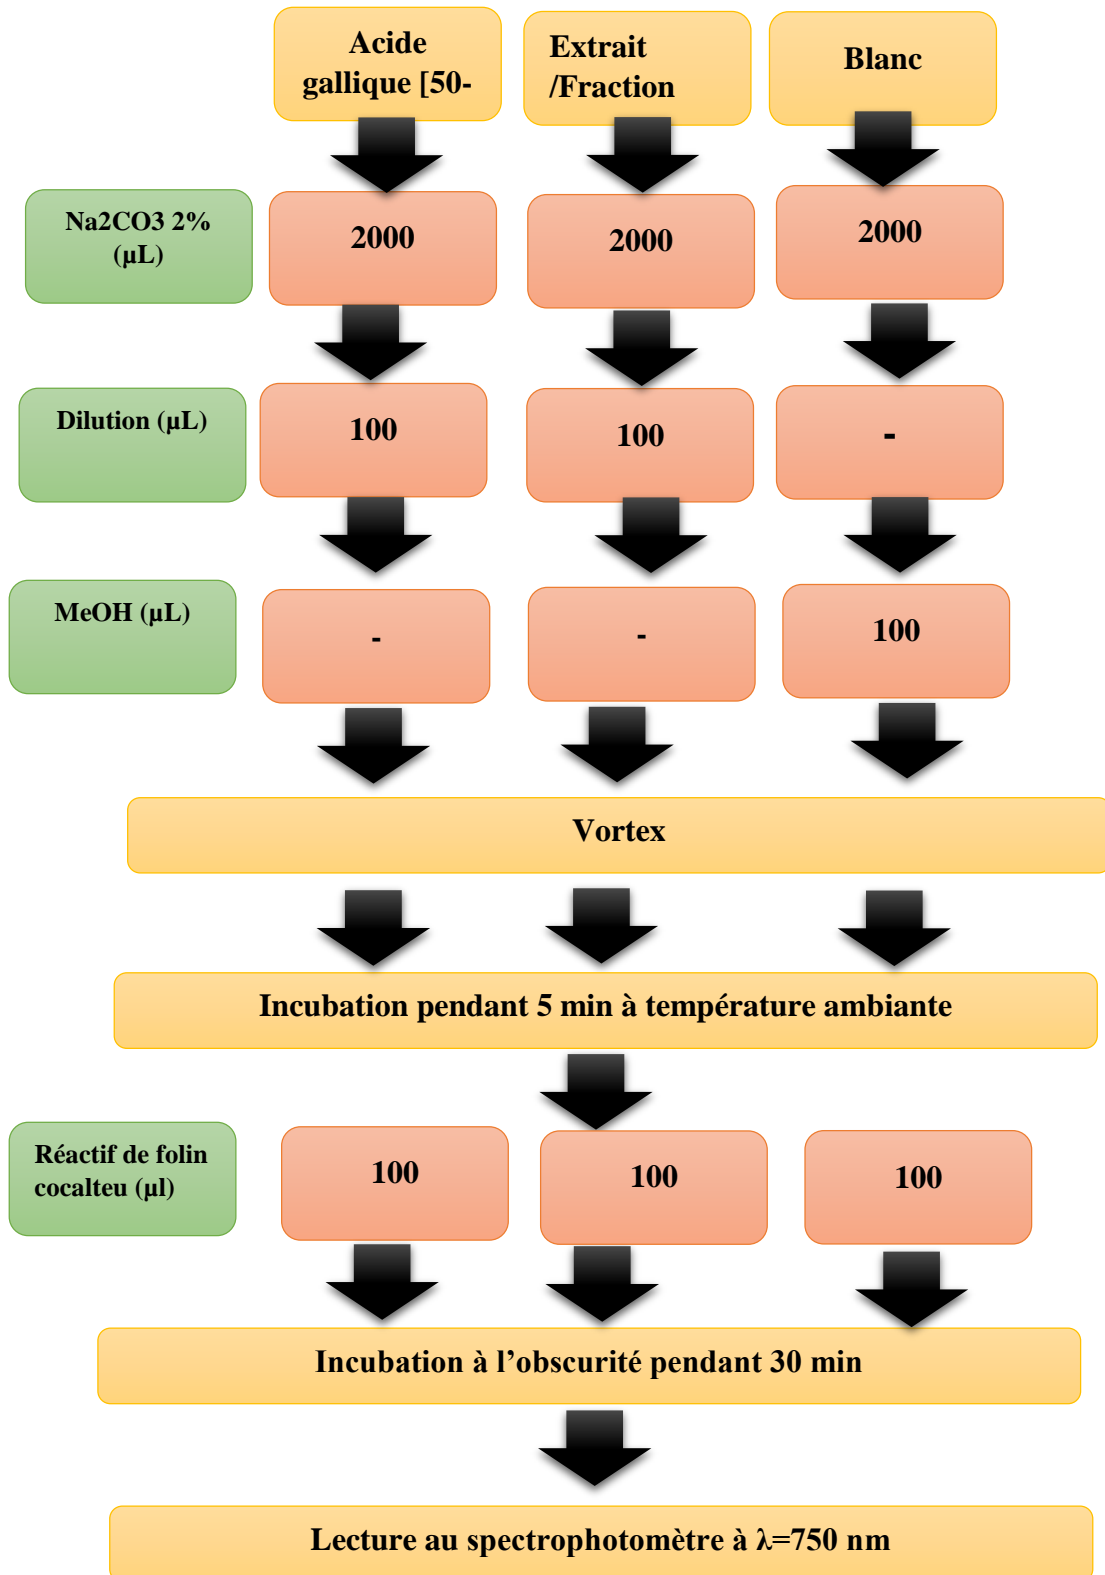 Acide
gallique [50-
Extrait
/Fraction
Blanc
Na2CO3 2%
(µL)
2000
2000
2000
Dilution (µL)
100
100
-
MeOH (µL)
-
-
100
Vortex
Incubation pendant 5 min à température ambiante
Réactif de folin
cocalteu (µl)
100
100
100
Incubation à l’obscurité pendant 30 min
Lecture au spectrophotomètre à λ=750 nm